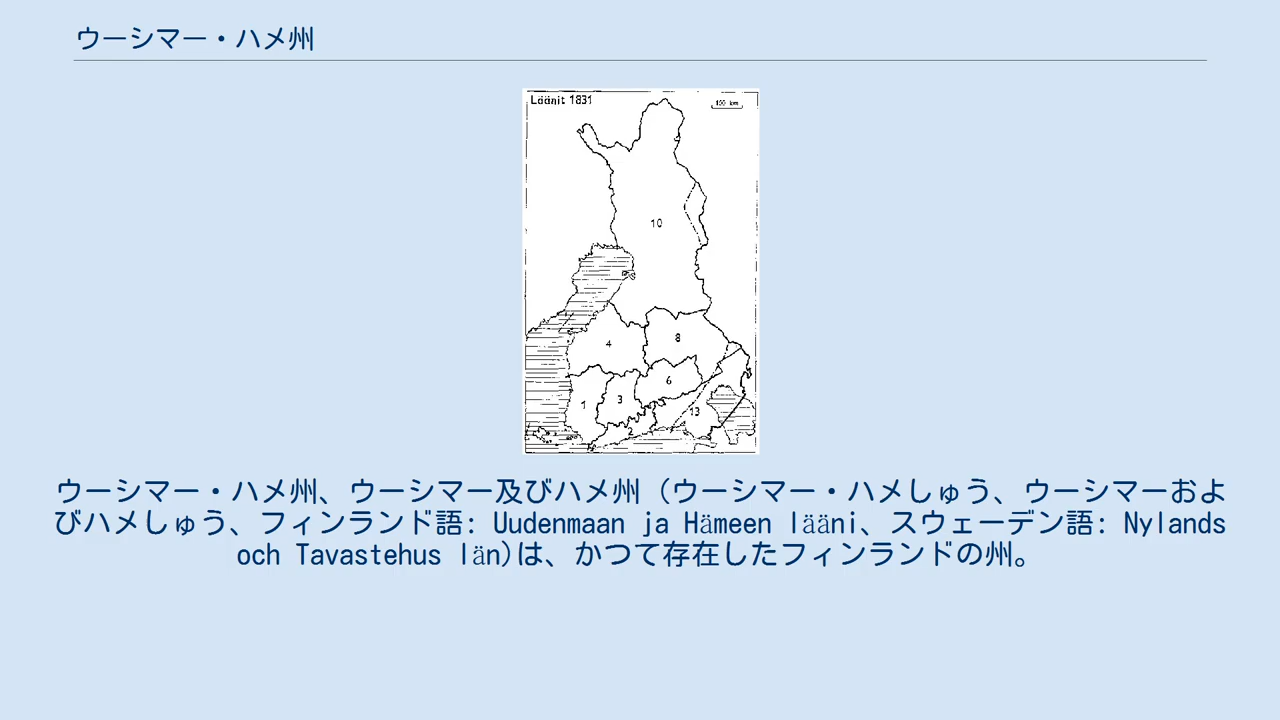 ウーシマー・ハメ州
Läänit 1831
100 km
10
4
8
6
1
3
13
2
ウーシマー・ハメ州、ウーシマー及びハメ州 (ウーシマー・ハメしゅう、ウーシマーおよ
びハメしゅう、フィンランド語: Uudenmaan ja Hämeen lääni、スウェーデン語: Nylands
och Tavastehus län)は、かつて存在したフィンランドの州。